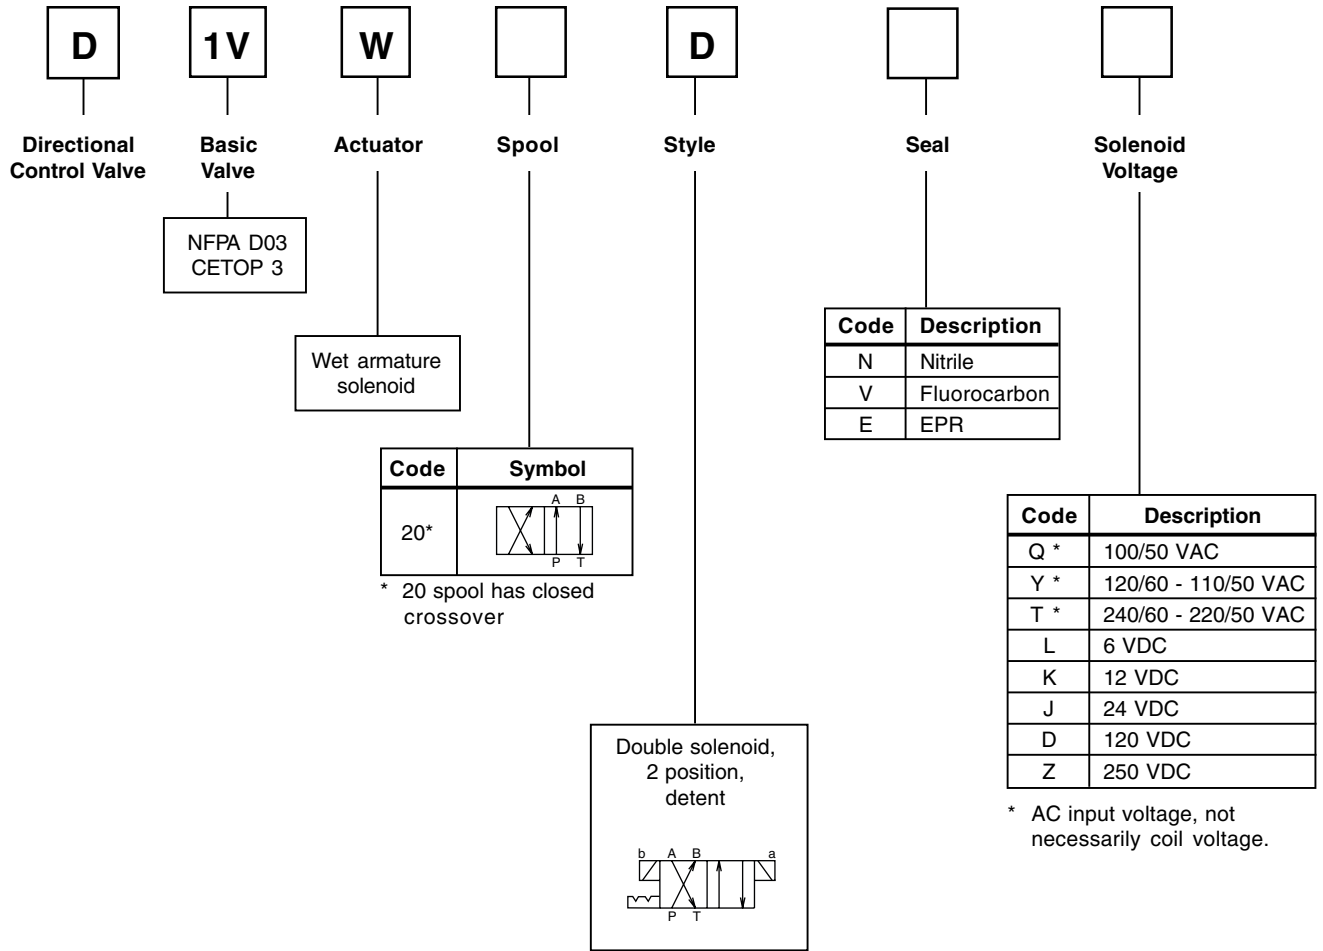 D 1V W D
Directional
Control Valve
Basic
Valve
Actuator
Spool
Style
Seal
Solenoid
Voltage
NFPA D03
CETOP 3
Wet armature
solenoid
Code Symbol
20*
A B
P T
* 20 spool has closed
crossover
Double solenoid,
2 position,
detent
b A B a
P T
Code Description
N Nitrile
V Fluorocarbon
E EPR
Code Description
Q * 100/50 VAC
Y * 120/60 - 110/50 VAC
T * 240/60 - 220/50 VAC
L 6 VDC
K 12 VDC
J 24 VDC
D 120 VDC
Z 250 VDC
* AC input voltage, not
necessarily coil voltage.